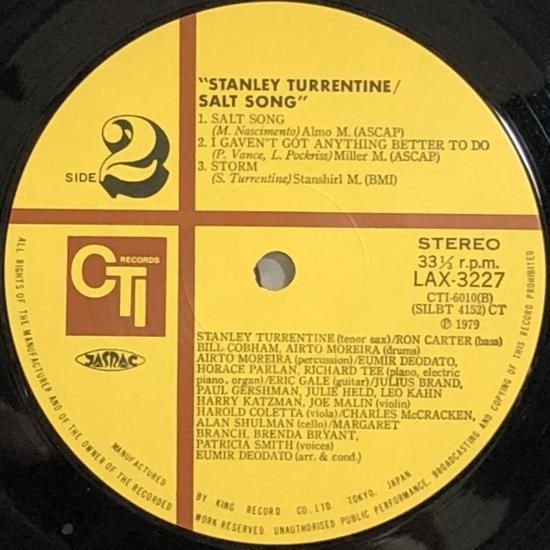 "STANLEY TURRENTINE/
SALT SONG"
1. SALT SONG
(M. Nascimento) Almo M. (ASCAP)
2. I GAVEN'T GOT ANYTHING BETTER TO DO
(P. Vance, L. Pockriss) Miller M. (ASCAP)
3. STORM
(S. Turrentine) Stanshirl M. (BMI)
SIDE 2
CTI RECORDS
JASRAC
STEREO
33⅓ r.p.m.
LAX-3227
CTI-6010(B)
(SILBT 4152) CT
Ⓟ 1979
STANLEY TURRENTINE (tenor sax)/RON CARTER (bass)
BILL COBHAM, AIRTO MOREIRA (drums)
AIRTO MOREIRA (percussion)/EUMIR DEODATO,
HORACE PARLAN, RICHARD TEE (piano, electric
piano, organ)/ERIC GALE (guitar)/JULIUS BRAND,
PAUL GERSHMAN, JULIE HELD, LEO KAHN
HARRY KATZMAN, JOE MALIN (violin)
HAROLD COLETTA (viola)/CHARLES McCRACKEN,
ALAN SHULMAN (cello)/MARGARET
BRANCH, BRENDA BRYANT,
PATRICIA SMITH (voices)
EUMIR DEODATO (arr. & cond.)
MANUFACTURED BY KING RECORD CO., LTD. TOKYO, JAPAN
ALL RIGHTS OF THE MANUFACTURER AND OF THE OWNER OF THE RECORDED WORK RESERVED. UNAUTHORISED PUBLIC PERFORMANCE, BROADCASTING AND COPYING OF THIS RECORD PROHIBITED